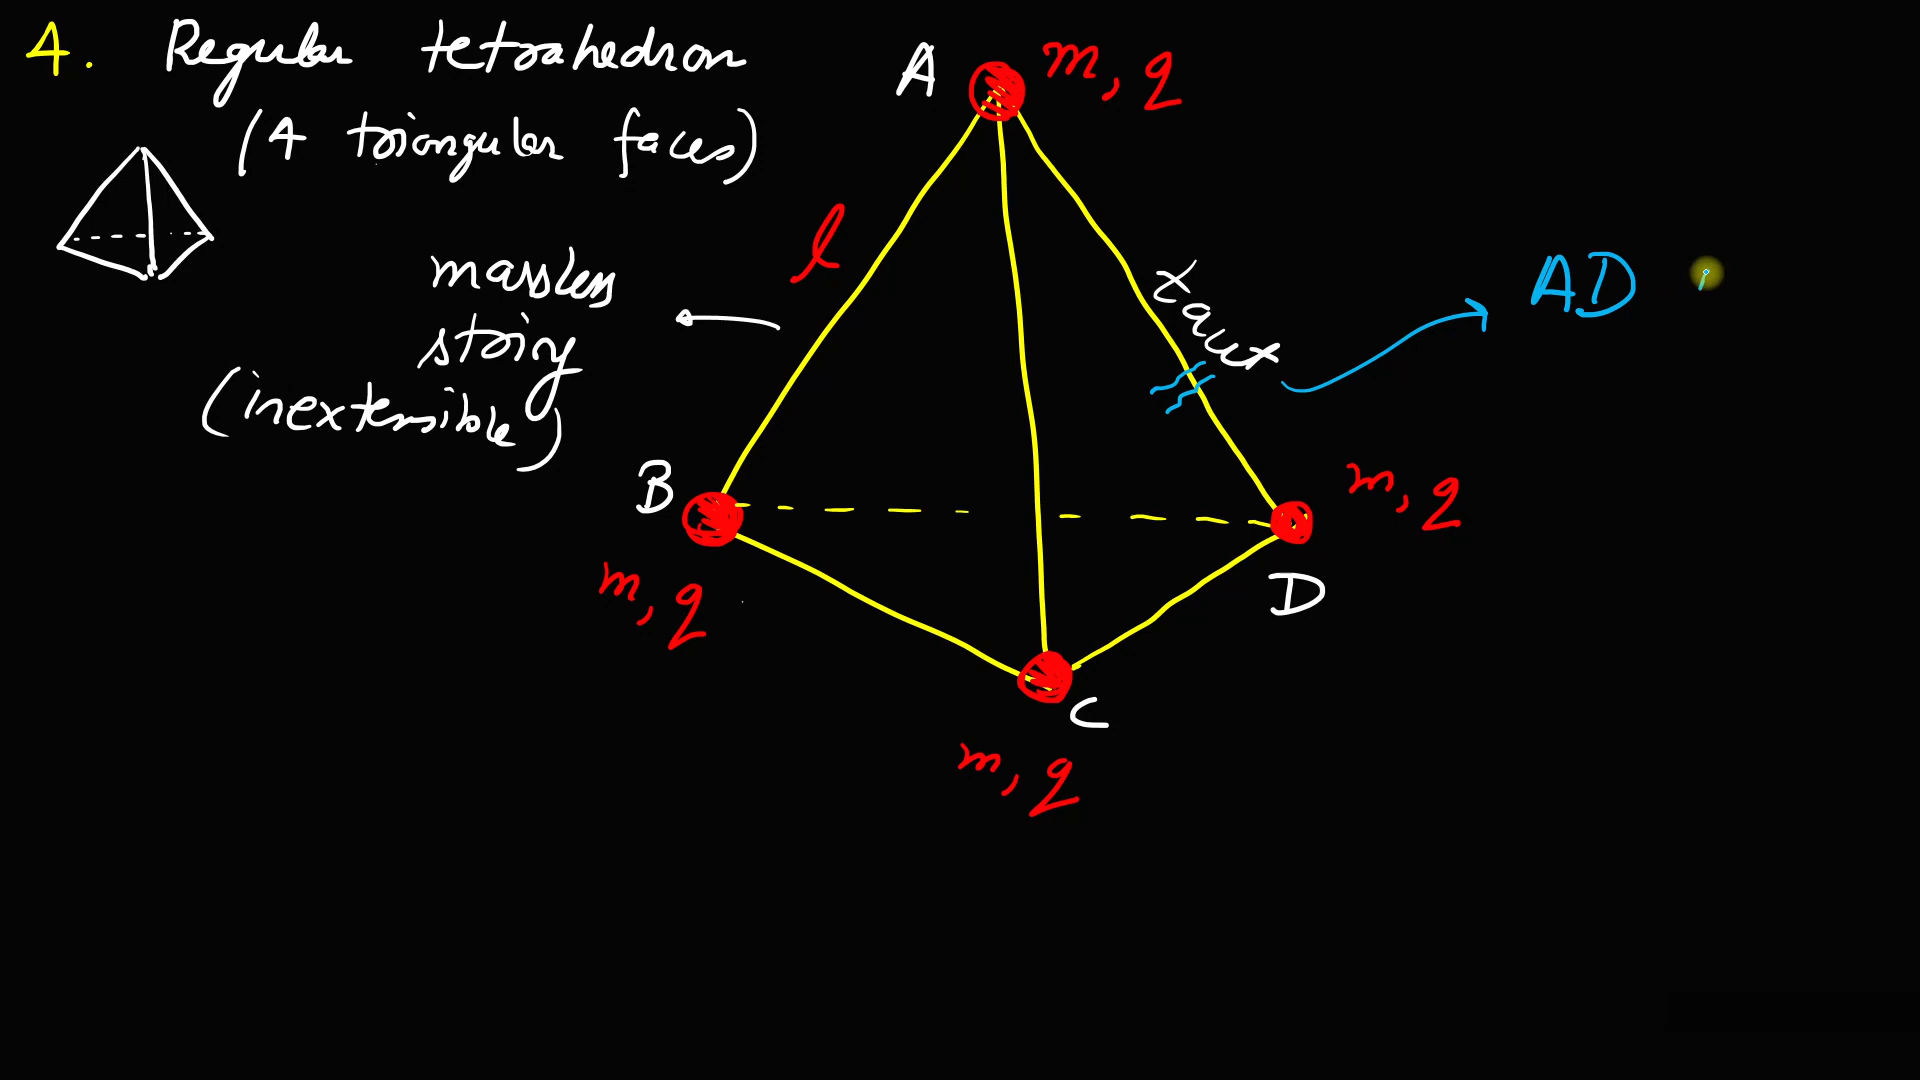 4. Regular tetrahedron
(4 triangular faces)
A m, q
l
massless
string
(inextensible)
taut
AD
B
m, q
m, q
D
C
m, q